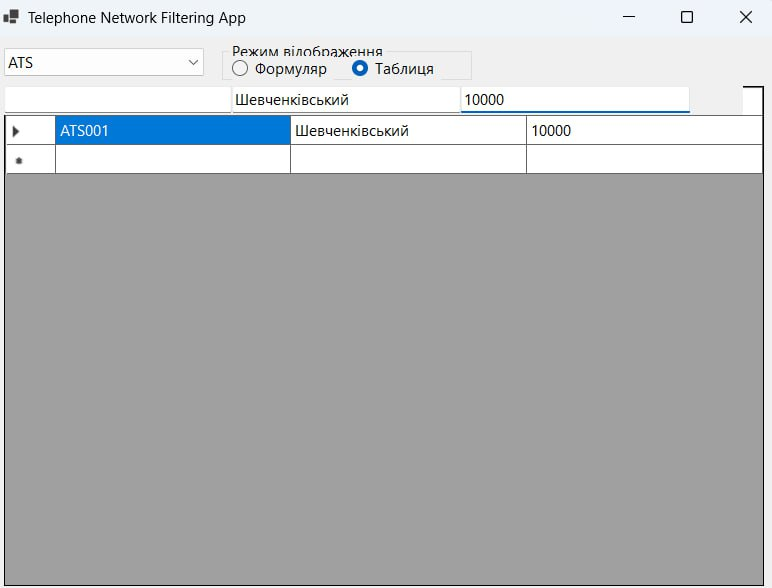 Telephone Network Filtering App
Режим відображення
ATS
Формуляр Таблиця
Шевченківський 10000
ATS001 Шевченківський 10000